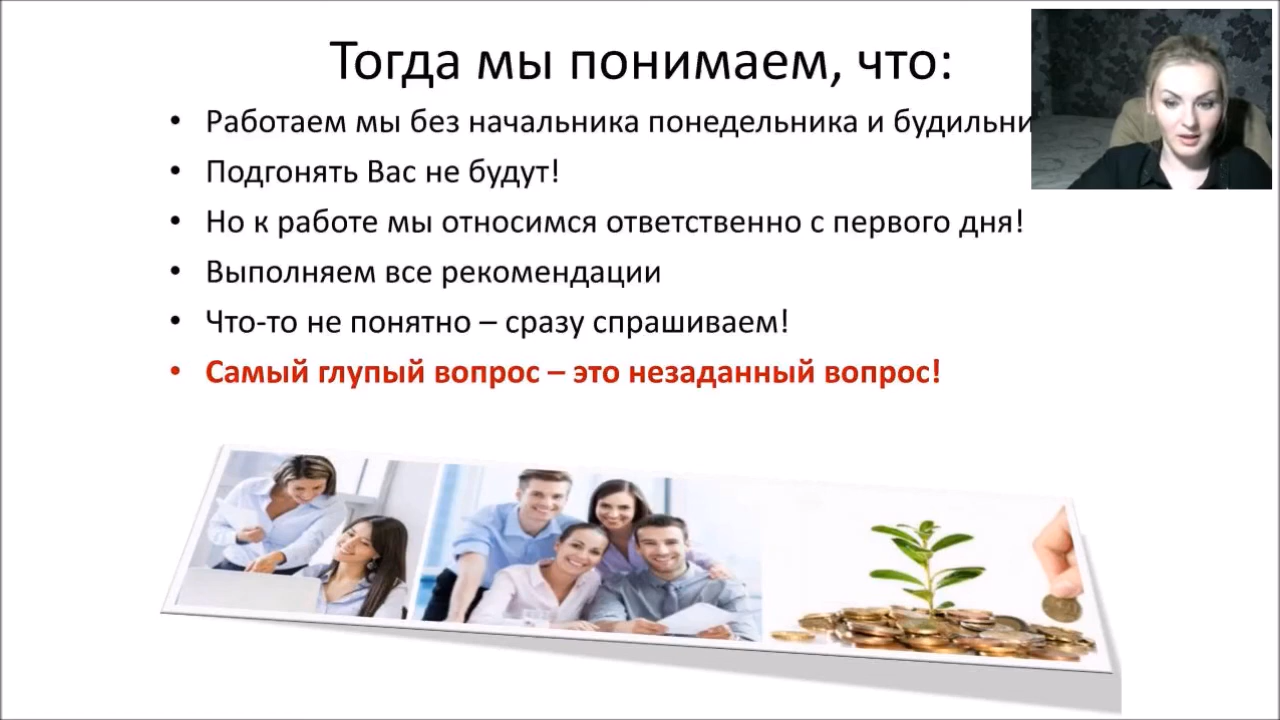 Тогда мы понимаем, что:
• Работаем мы без начальника понедельника и будильни
• Подгонять Вас не будут!
• Но к работе мы относимся ответственно с первого дня!
• Выполняем все рекомендации
• Что-то не понятно – сразу спрашиваем!
• Самый глупый вопрос – это незаданный вопрос!